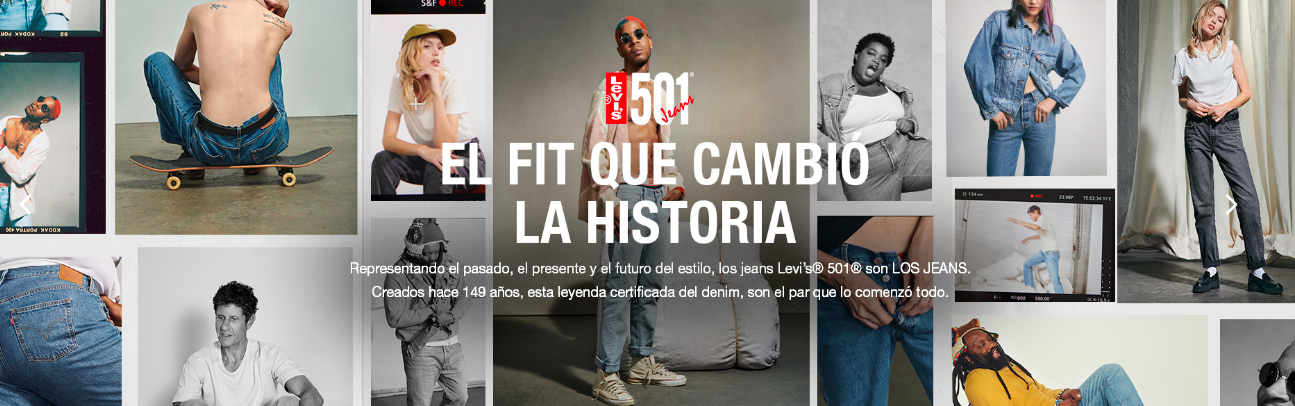 S&F REC
KODAK PORTRA 400
Levi's
501®
Jeans
EL FIT QUE CAMBIÓ
LA HISTORIA
Representando el pasado, el presente y el futuro del estilo, los jeans Levi's® 501® son LOS JEANS.
Creados hace 149 años, esta leyenda certificada del denim, son el par que lo comenzó todo.